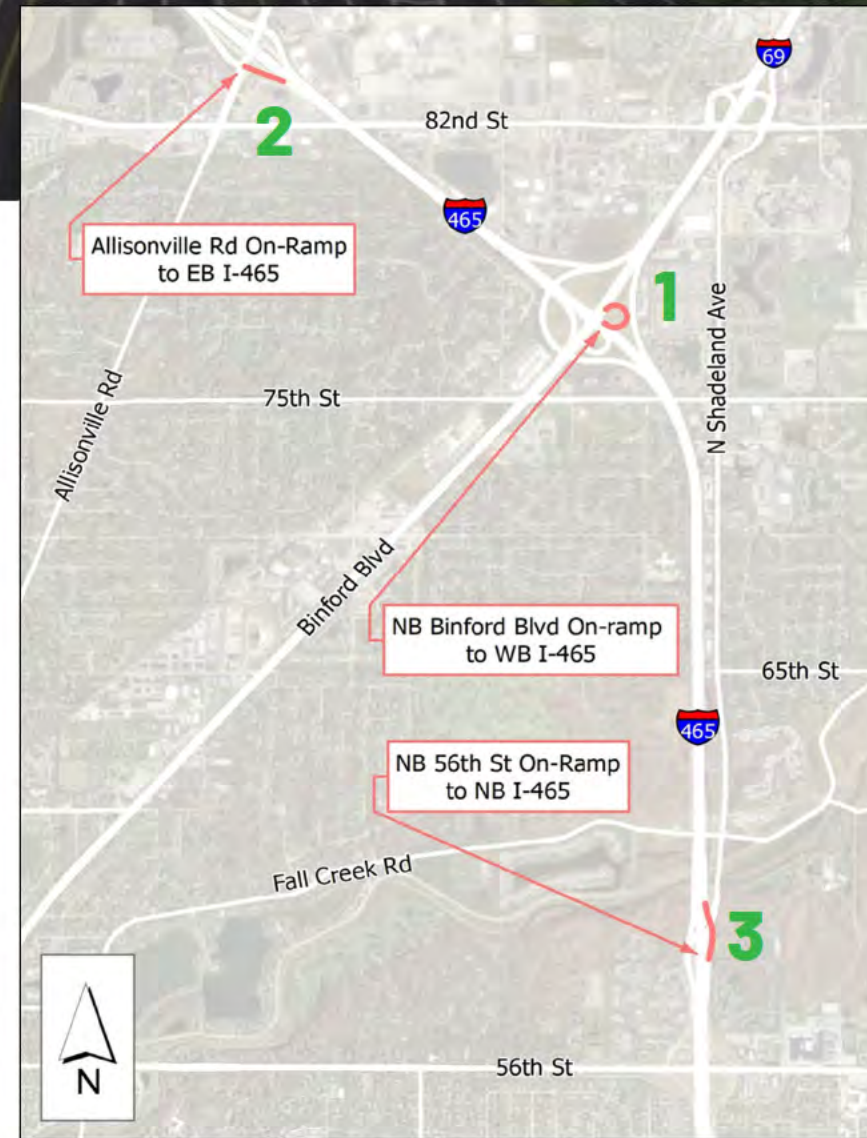 69
82nd St
2
465
Allisonville Rd On-Ramp
to EB I-465
1
N Shadeland Ave
75th St
Allisonville Rd
Binford Blvd
NB Binford Blvd On-ramp
to WB I-465
65th St
465
NB 56th St On-Ramp
to NB I-465
Fall Creek Rd
3
N
56th St